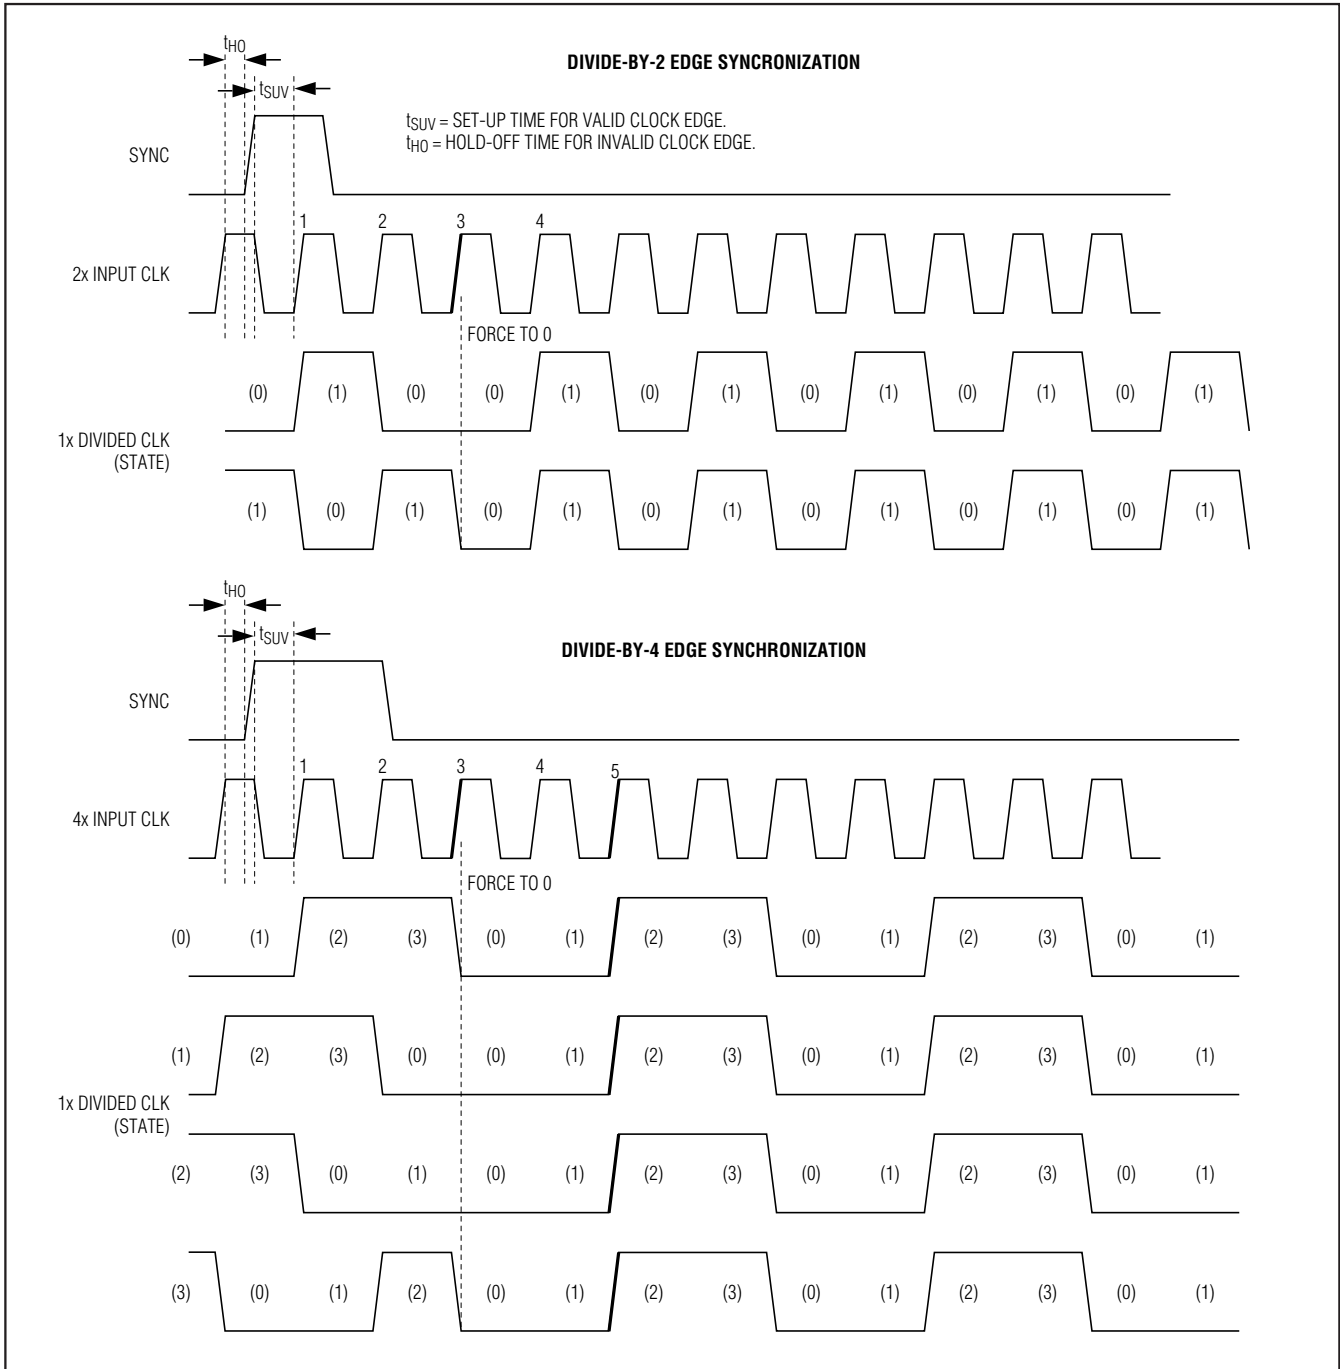 tHO
DIVIDE-BY-2 EDGE SYNCRONIZATION
tSUV
tSUV = SET-UP TIME FOR VALID CLOCK EDGE.
tHO = HOLD-OFF TIME FOR INVALID CLOCK EDGE.
SYNC
1 2 3 4
2x INPUT CLK
FORCE TO 0
(0) (1) (0) (0) (1) (0) (1) (0) (1) (0) (1) (0) (1)
1x DIVIDED CLK
(STATE)
(1) (0) (1) (0) (1) (0) (1) (0) (1) (0) (1) (0) (1)
tHO
tSUV
DIVIDE-BY-4 EDGE SYNCHRONIZATION
SYNC
1 2 3 4 5
4x INPUT CLK
FORCE TO 0
(0) (1) (2) (3) (0) (1) (2) (3) (0) (1) (2) (3) (0) (1)
(1) (2) (3) (0) (0) (1) (2) (3) (0) (1) (2) (3) (0) (1)
1x DIVIDED CLK
(STATE)
(2) (3) (0) (1) (0) (1) (2) (3) (0) (1) (2) (3) (0) (1)
(3) (0) (1) (2) (0) (1) (2) (3) (0) (1) (2) (3) (0) (1)